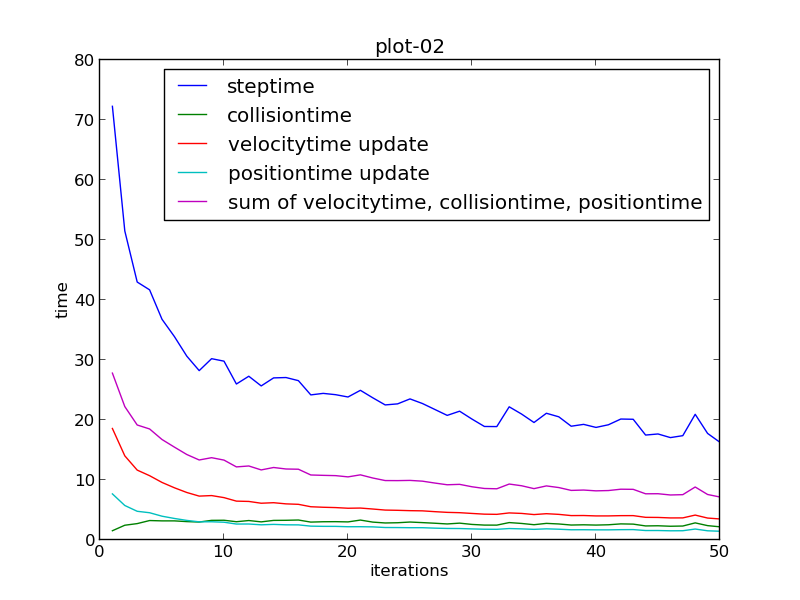 plot-02
80
70
60
50
40
30
20
10
0
time
steptime
collisiontime
velocitytime update
positiontime update
sum of velocitytime, collisiontime, positiontime
0 10 20 30 40 50
iterations